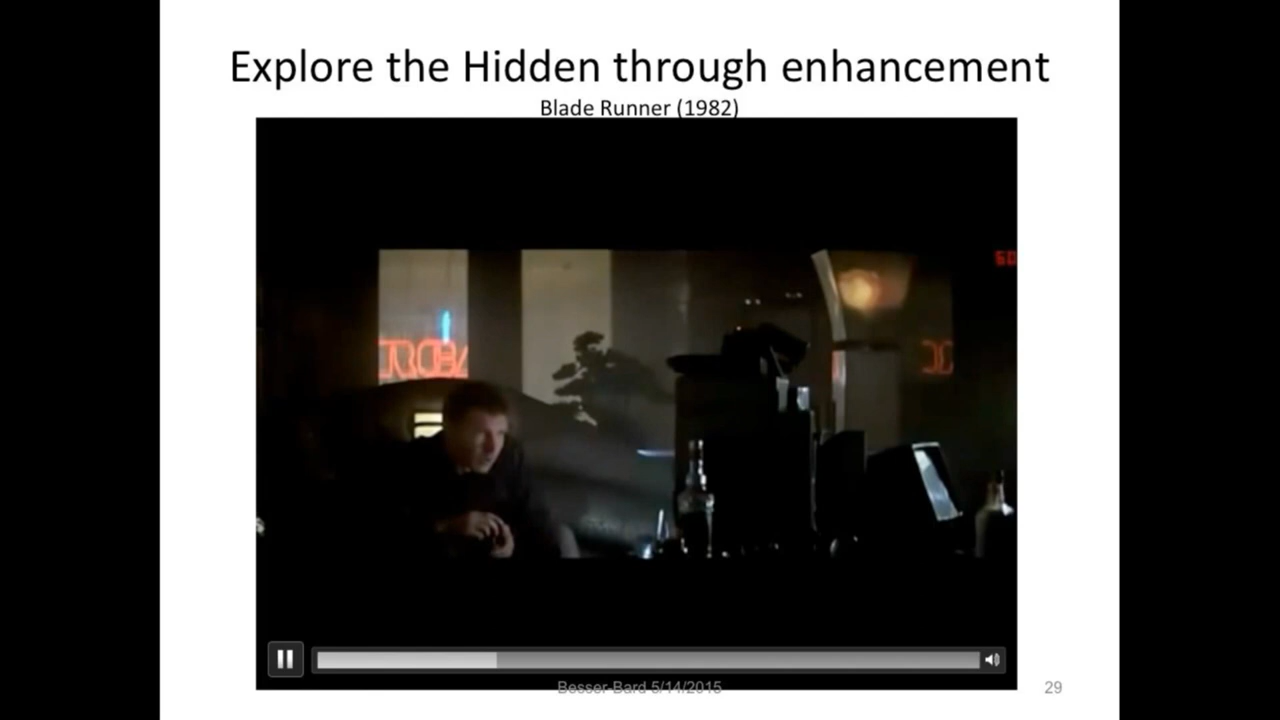 Explore the Hidden through enhancement
Blade Runner (1982)
Besser-Bard 5/14/2015
29